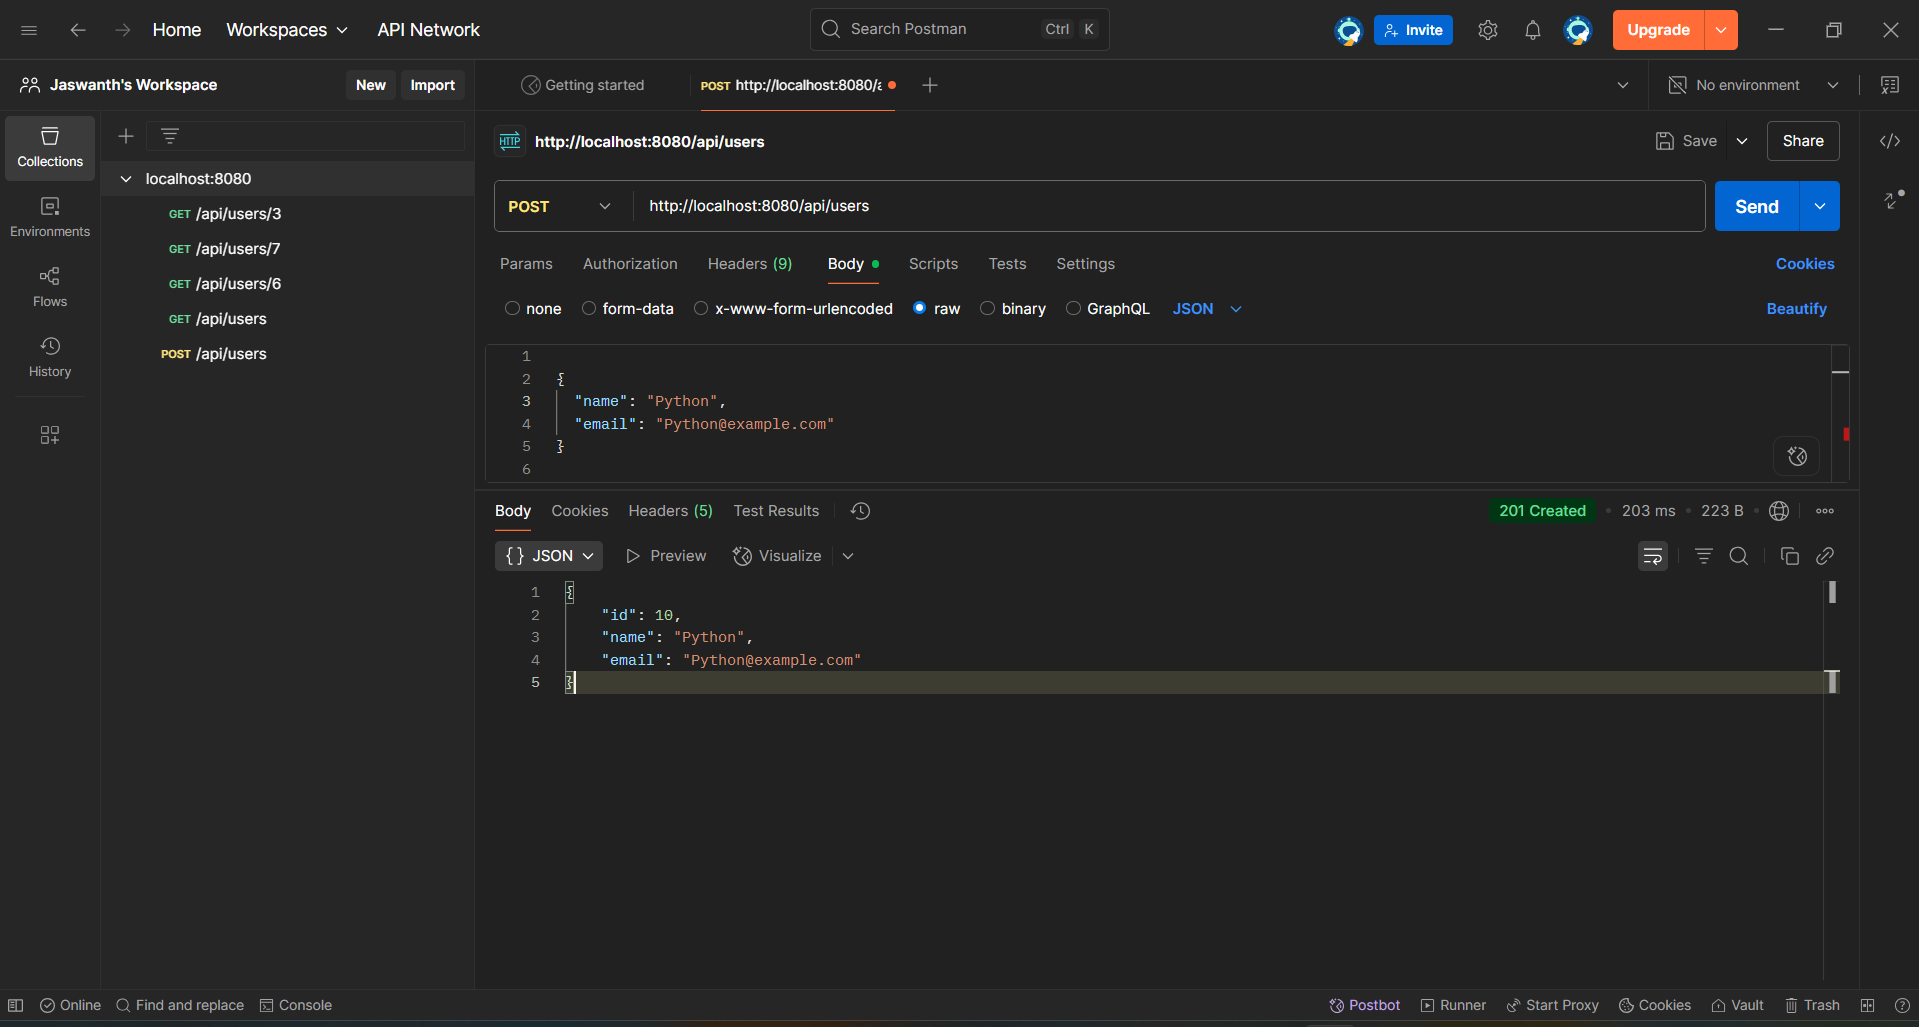 Home Workspaces API Network Search Postman Ctrl K Invite Upgrade
Jaswanth's Workspace New Import Getting started POST http://localhost:8080/a No environment
HTTP http://localhost:8080/api/users Save Share
Collections
localhost:8080
GET /api/users/3
GET /api/users/7
GET /api/users/6
GET /api/users
POST /api/users
Environments
Flows
History
POST http://localhost:8080/api/users Send
Params Authorization Headers (9) Body Scripts Tests Settings Cookies
none form-data x-www-form-urlencoded raw binary GraphQL JSON Beautify
1
2 {
3 "name": "Python",
4 "email": "Python@example.com"
5 }
6
Body Cookies Headers (5) Test Results 201 Created 203 ms 223 B
{} JSON Preview Visualize
1 {
2 "id": 10,
3 "name": "Python",
4 "email": "Python@example.com"
5 }
Online Find and replace Console Postbot Runner Start Proxy Cookies Vault Trash